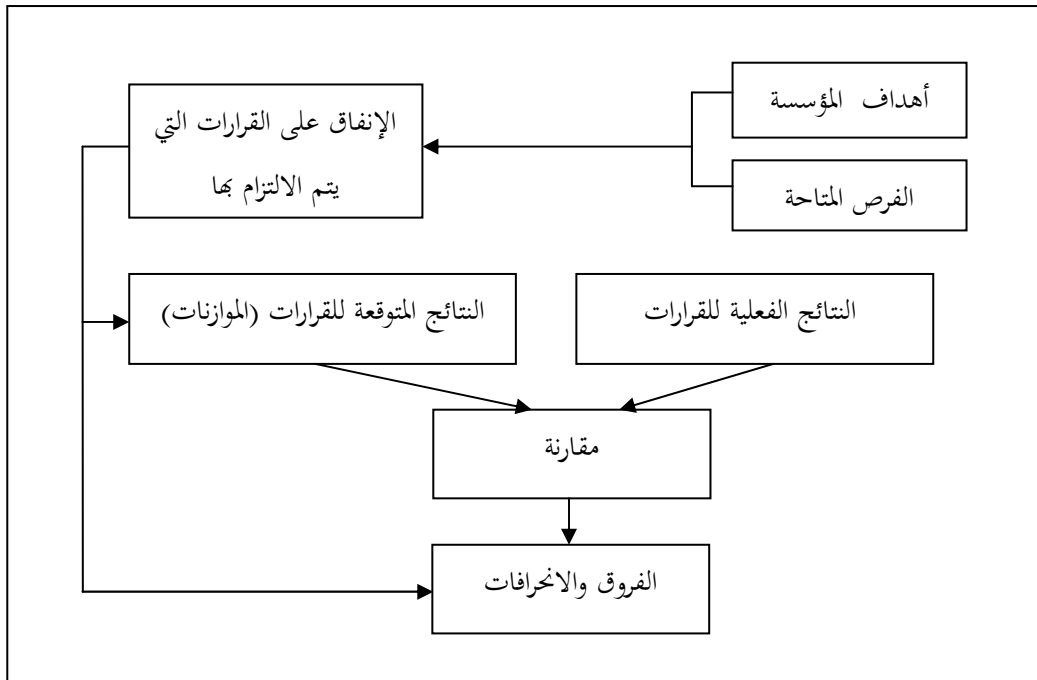 أهداف المؤسسة
الإنفاق على القرارات التي
يتم الالتزام بها
الفرص المتاحة
النتائج الفعلية للقرارات
النتائج المتوقعة للقرارات (الموازنات)
مقارنة
الفروق والانحرافات